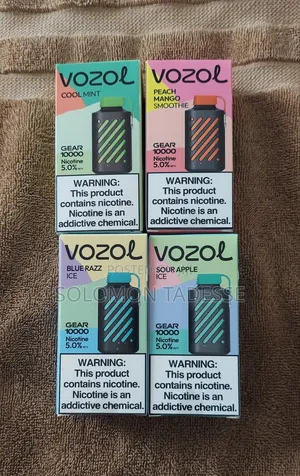 VOZOL
COOL MINT
GEAR
10000
Nicotine
5.0%
WARNING:
This product
contains nicotine.
Nicotine is an
addictive chemical.
VOZOL
PEACH
MANGO
SMOOTHIE
GEAR
10000
Nicotine
5.0%
WARNING:
This product
contains nicotine.
Nicotine is an
addictive chemical.
VOZOL
BLUE RAZZ
ICE
GEAR
10000
Nicotine
5.0%
WARNING:
This product
contains nicotine.
Nicotine is an
addictive chemical.
VOZOL
SOUR APPLE
ICE
GEAR
10000
Nicotine
5.0%
WARNING:
This product
contains nicotine.
Nicotine is an
addictive chemical.
SOLOMON TADESSE